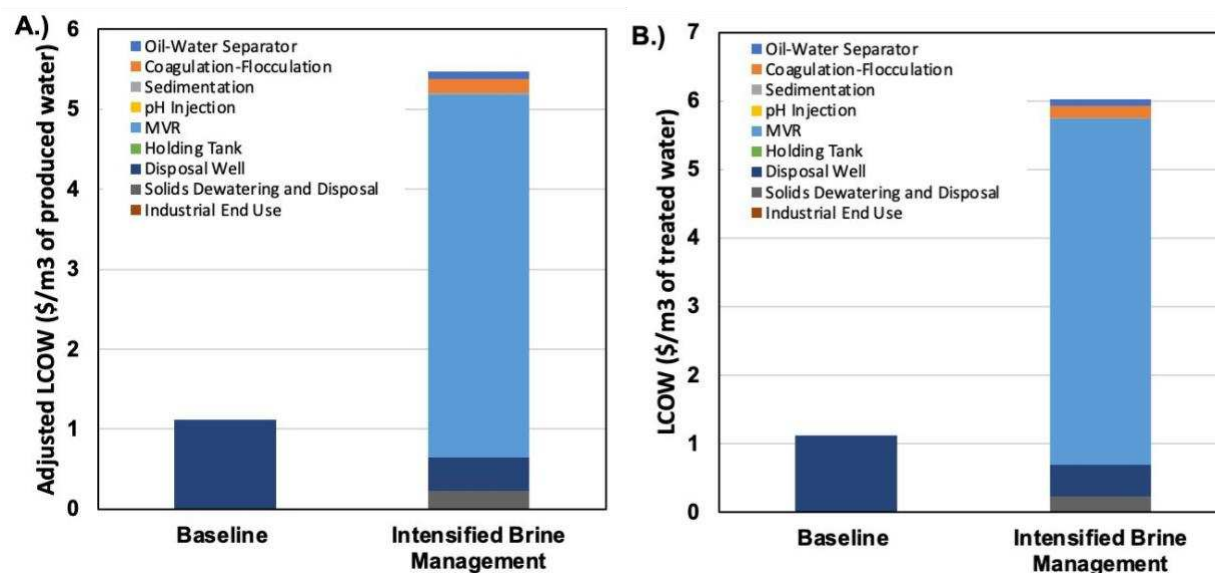 A.)
Adjusted LCOW ($/m3 of produced water)
6
5
4
3
2
1
0
Oil-Water Separator
Coagulation-Flocculation
Sedimentation
pH Injection
MVR
Holding Tank
Disposal Well
Solids Dewatering and Disposal
Industrial End Use
Baseline
Intensified Brine
Management
B.)
LCOW ($/m3 of treated water)
7
6
5
4
3
2
1
0
Oil-Water Separator
Coagulation-Flocculation
Sedimentation
pH Injection
MVR
Holding Tank
Disposal Well
Solids Dewatering and Disposal
Industrial End Use
Baseline
Intensified Brine
Management